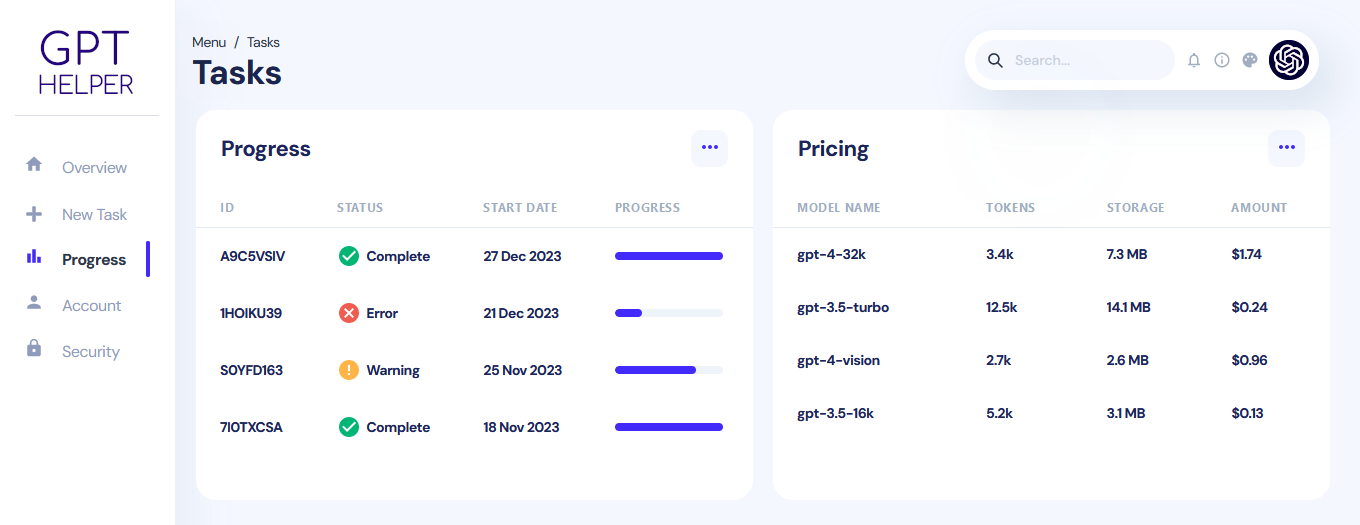 GPT
HELPER
Overview
New Task
Progress
Account
Security
Menu / Tasks
Tasks
Search...
Progress
ID STATUS START DATE PROGRESS
A9C5VSIV Complete 27 Dec 2023
1HOIKU39 Error 21 Dec 2023
S0YFD163 Warning 25 Nov 2023
7I0TXCSA Complete 18 Nov 2023
Pricing
MODEL NAME TOKENS STORAGE AMOUNT
gpt-4-32k 3.4k 7.3 MB $1.74
gpt-3.5-turbo 12.5k 14.1 MB $0.24
gpt-4-vision 2.7k 2.6 MB $0.96
gpt-3.5-16k 5.2k 3.1 MB $0.13